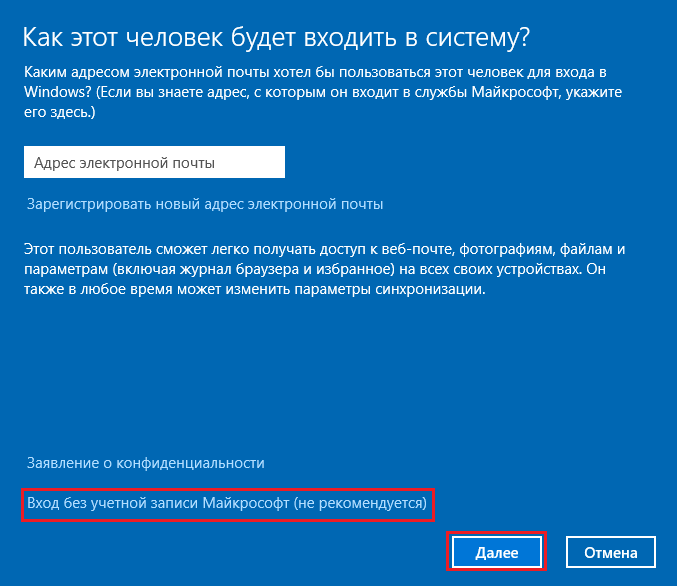 Как этот человек будет входить в систему?
Каким адресом электронной почты хотел бы пользоваться этот человек для входа в
Windows? (Если вы знаете адрес, с которым он входит в службы Майкрософт, укажите
его здесь.)
Адрес электронной почты
Зарегистрировать новый адрес электронной почты
Этот пользователь сможет легко получать доступ к веб-почте, фотографиям, файлам и
параметрам (включая журнал браузера и избранное) на всех своих устройствах. Он
также в любое время может изменить параметры синхронизации.
Заявление о конфиденциальности
Вход без учетной записи Майкрософт (не рекомендуется)
Далее
Отмена